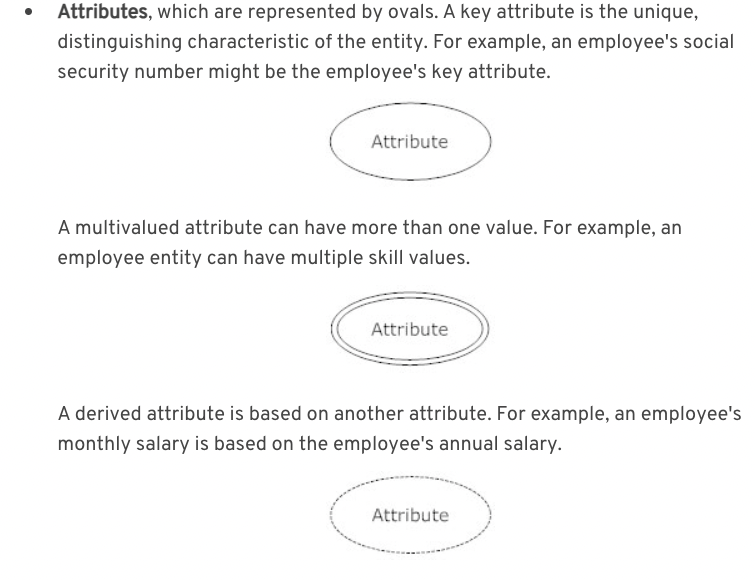 Attributes, which are represented by ovals. A key attribute is the unique,
distinguishing characteristic of the entity. For example, an employee's social
security number might be the employee's key attribute.
Attribute
A multivalued attribute can have more than one value. For example, an
employee entity can have multiple skill values.
Attribute
A derived attribute is based on another attribute. For example, an employee's
monthly salary is based on the employee's annual salary.
Attribute